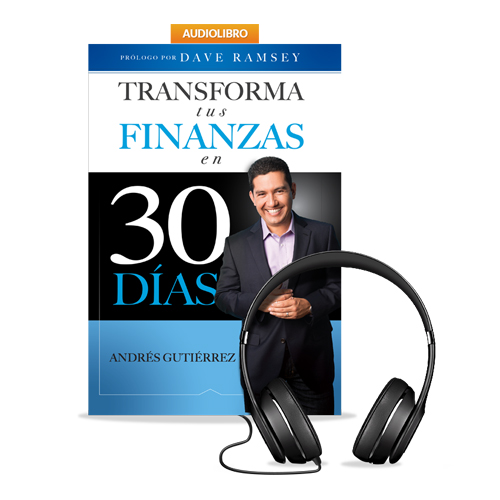 AUDIOLIBRO
PRÓLOGO POR DAVE RAMSEY
TRANSFORMA
tus
FINANZAS
en
30
DÍAS
ANDRÉS GUTIÉRREZ